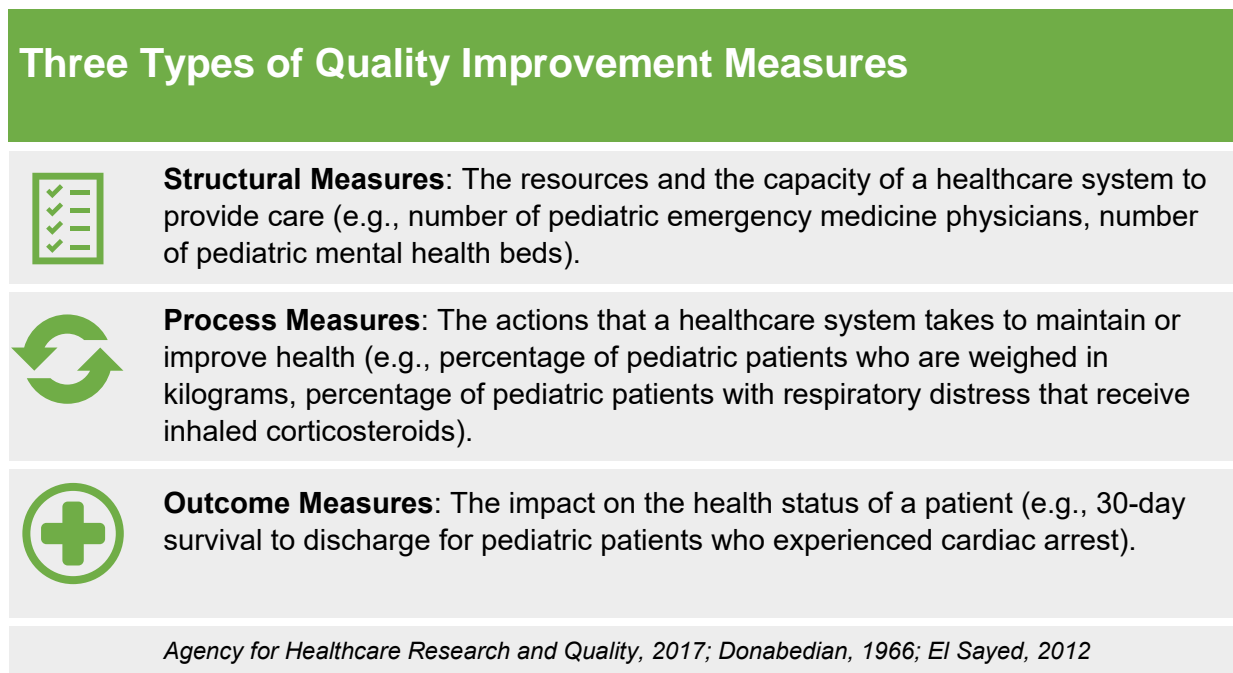 Three Types of Quality Improvement Measures
Structural Measures: The resources and the capacity of a healthcare system to
provide care (e.g., number of pediatric emergency medicine physicians, number
of pediatric mental health beds).
Process Measures: The actions that a healthcare system takes to maintain or
improve health (e.g., percentage of pediatric patients who are weighed in
kilograms, percentage of pediatric patients with respiratory distress that receive
inhaled corticosteroids).
Outcome Measures: The impact on the health status of a patient (e.g., 30-day
survival to discharge for pediatric patients who experienced cardiac arrest).
Agency for Healthcare Research and Quality, 2017; Donabedian, 1966; El Sayed, 2012